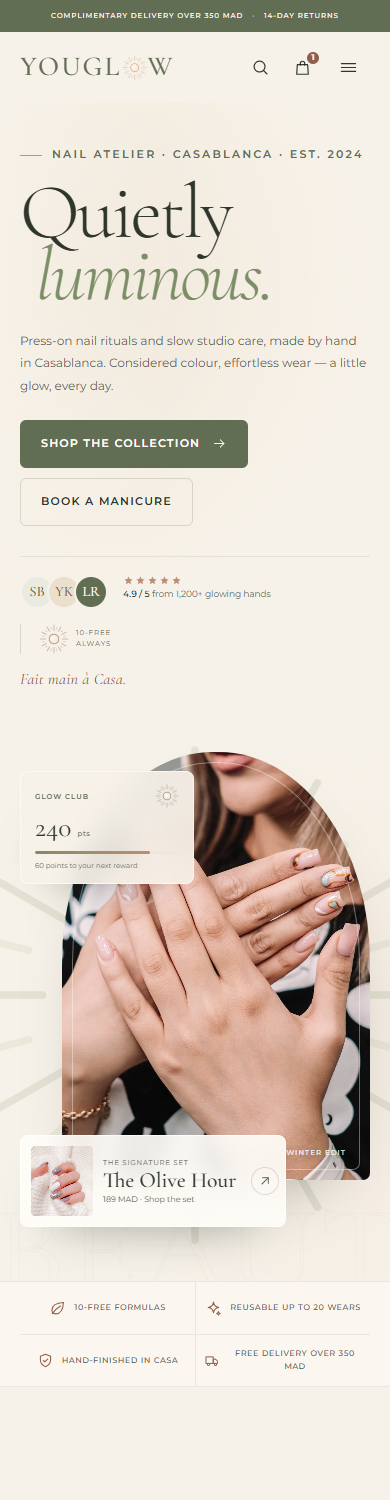 COMPLIMENTARY DELIVERY OVER 350 MAD · 14-DAY RETURNS
YOUGLOW
1
NAIL ATELIER · CASABLANCA · EST. 2024
Quietly
luminous.
Press-on nail rituals and slow studio care, made by hand
in Casablanca. Considered colour, effortless wear — a little
glow, every day.
SHOP THE COLLECTION →
BOOK A MANICURE
SB YK LR
★★★★★
4.9 / 5 from 1,200+ glowing hands
10-FREE
ALWAYS
Fait main à Casa.
GLOW CLUB
240 pts
60 points to your next reward
WINTER EDIT
THE SIGNATURE SET
The Olive Hour
189 MAD · Shop the set
10-FREE FORMULAS
REUSABLE UP TO 20 WEARS
HAND-FINISHED IN CASA
FREE DELIVERY OVER 350
MAD